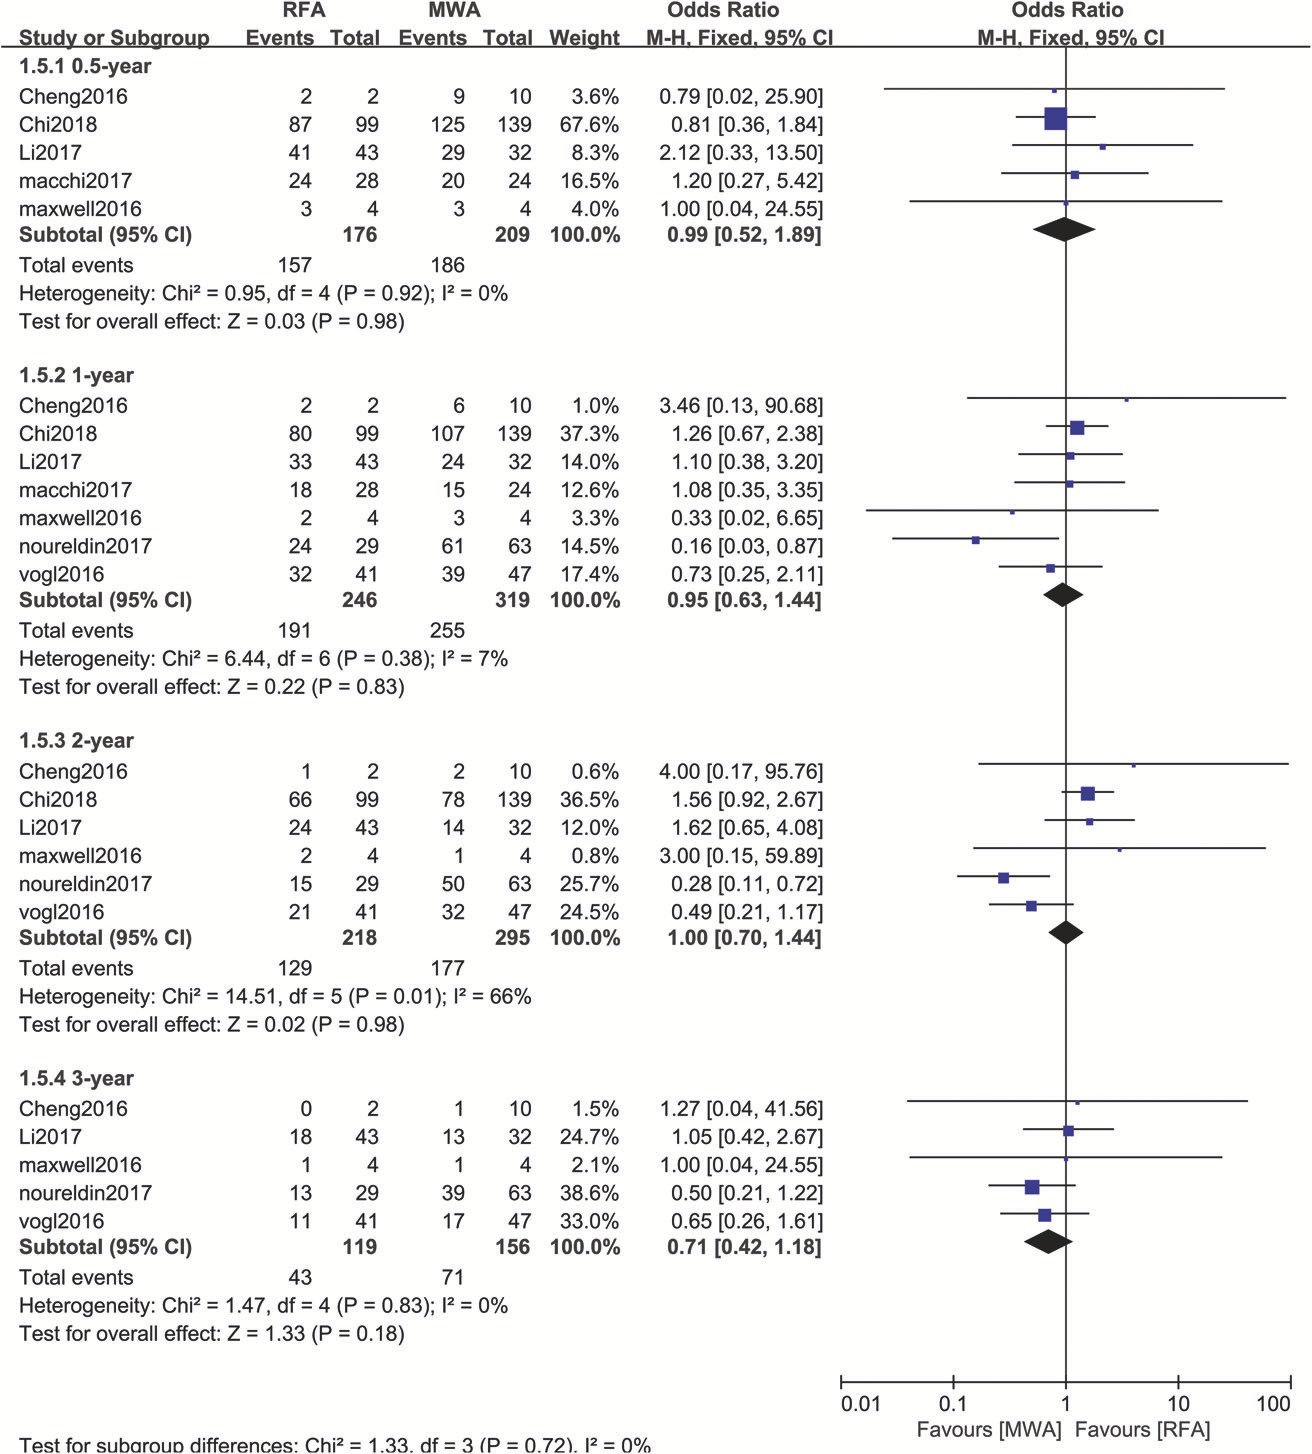 RFA MWA Odds Ratio Odds Ratio
Study or Subgroup Events Total Events Total Weight M-H, Fixed, 95% CI M-H, Fixed, 95% CI
1.5.1 0.5-year
Cheng2016 2 2 9 10 3.6% 0.79 [0.02, 25.90]
Chi2018 87 99 125 139 67.6% 0.81 [0.36, 1.84]
Li2017 41 43 29 32 8.3% 2.12 [0.33, 13.50]
macchi2017 24 28 20 24 16.5% 1.20 [0.27, 5.42]
maxwell2016 3 4 3 4 4.0% 1.00 [0.04, 24.55]
Subtotal (95% CI) 176 209 100.0% 0.99 [0.52, 1.89]
Total events 157 186
Heterogeneity: Chi² = 0.95, df = 4 (P = 0.92); I² = 0%
Test for overall effect: Z = 0.03 (P = 0.98)
1.5.2 1-year
Cheng2016 2 2 6 10 1.0% 3.46 [0.13, 90.68]
Chi2018 80 99 107 139 37.3% 1.26 [0.67, 2.38]
Li2017 33 43 24 32 14.0% 1.10 [0.38, 3.20]
macchi2017 18 28 15 24 12.6% 1.08 [0.35, 3.35]
maxwell2016 2 4 3 4 3.3% 0.33 [0.02, 6.65]
noureldin2017 24 29 61 63 14.5% 0.16 [0.03, 0.87]
vogl2016 32 41 39 47 17.4% 0.73 [0.25, 2.11]
Subtotal (95% CI) 246 319 100.0% 0.95 [0.63, 1.44]
Total events 191 255
Heterogeneity: Chi² = 6.44, df = 6 (P = 0.38); I² = 7%
Test for overall effect: Z = 0.22 (P = 0.83)
1.5.3 2-year
Cheng2016 1 2 2 10 0.6% 4.00 [0.17, 95.76]
Chi2018 66 99 78 139 36.5% 1.56 [0.92, 2.67]
Li2017 24 43 14 32 12.0% 1.62 [0.65, 4.08]
maxwell2016 2 4 1 4 0.8% 3.00 [0.15, 59.89]
noureldin2017 15 29 50 63 25.7% 0.28 [0.11, 0.72]
vogl2016 21 41 32 47 24.5% 0.49 [0.21, 1.17]
Subtotal (95% CI) 218 295 100.0% 1.00 [0.70, 1.44]
Total events 129 177
Heterogeneity: Chi² = 14.51, df = 5 (P = 0.01); I² = 66%
Test for overall effect: Z = 0.02 (P = 0.98)
1.5.4 3-year
Cheng2016 0 2 1 10 1.5% 1.27 [0.04, 41.56]
Li2017 18 43 13 32 24.7% 1.05 [0.42, 2.67]
maxwell2016 1 4 1 4 2.1% 1.00 [0.04, 24.55]
noureldin2017 13 29 39 63 38.6% 0.50 [0.21, 1.22]
vogl2016 11 41 17 47 33.0% 0.65 [0.26, 1.61]
Subtotal (95% CI) 119 156 100.0% 0.71 [0.42, 1.18]
Total events 43 71
Heterogeneity: Chi² = 1.47, df = 4 (P = 0.83); I² = 0%
Test for overall effect: Z = 1.33 (P = 0.18)
0.01 0.1 1 10 100
Favours [MWA] Favours [RFA]
Test for subgroup differences: Chi² = 1.33. df = 3 (P = 0.72). I² = 0%